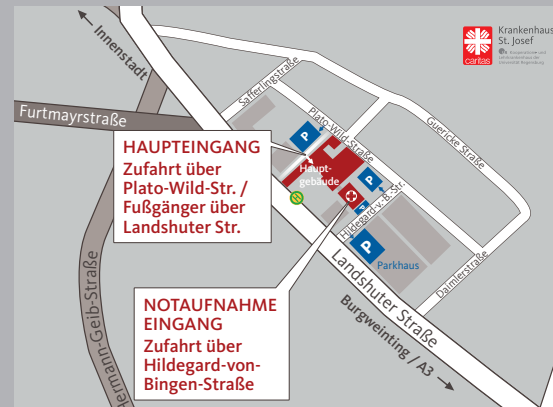 Innenstadt
Krankenhaus
St. Josef
caritas
Safferlingstraße
Furtmayrstraße
Plato-Wild-Straße
Guericke Straße
P
HAUPTEINGANG
Zufahrt über
Plato-Wild-Str. /
Fußgänger über
Landshuter Str.
Haupt-
gebäude
P
Hildegard-v.B.Str.
P
Parkhaus
Daimlerstraße
Landshuter Straße
Burgweinting / A3
NOTAUFNAHME
EINGANG
Zufahrt über
Hildegard-von-
Bingen-Straße
Hermann-Geib-Straße